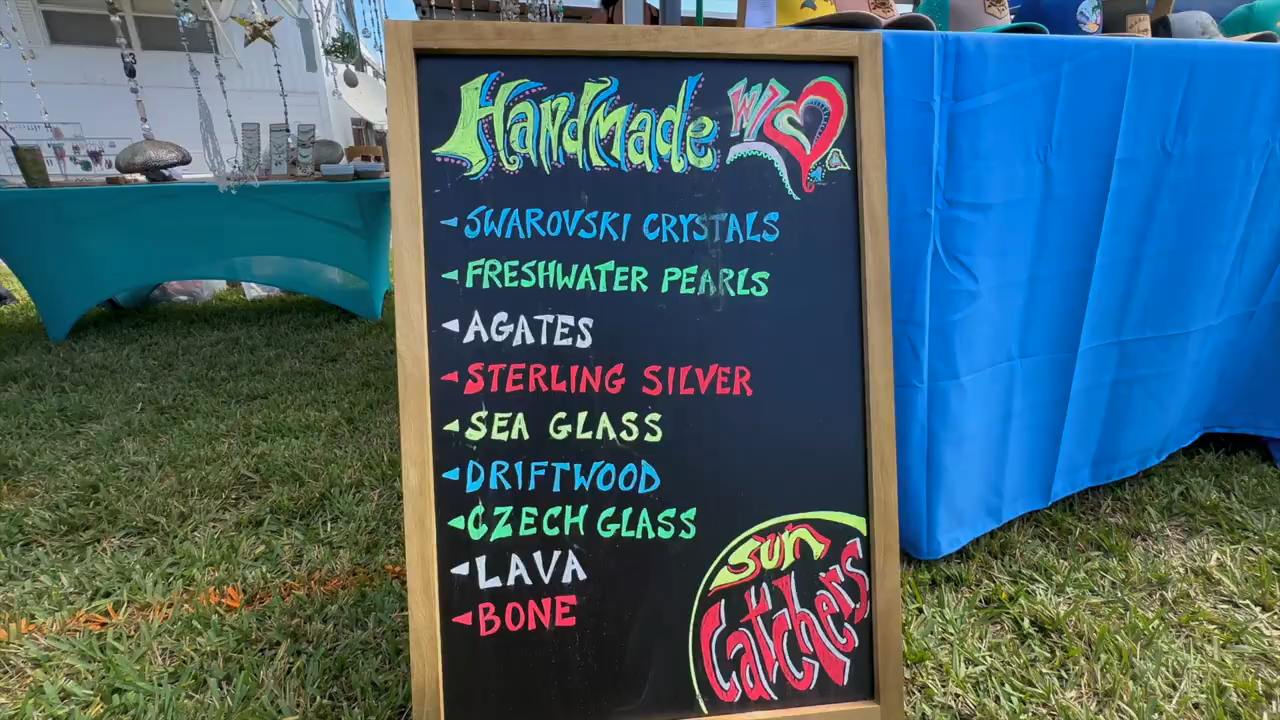 Handmade w/
SWAROVSKI CRYSTALS
FRESHWATER PEARLS
AGATES
STERLING SILVER
SEA GLASS
DRIFTWOOD
CZECH GLASS
LAVA
BONE
Sun
Catchers